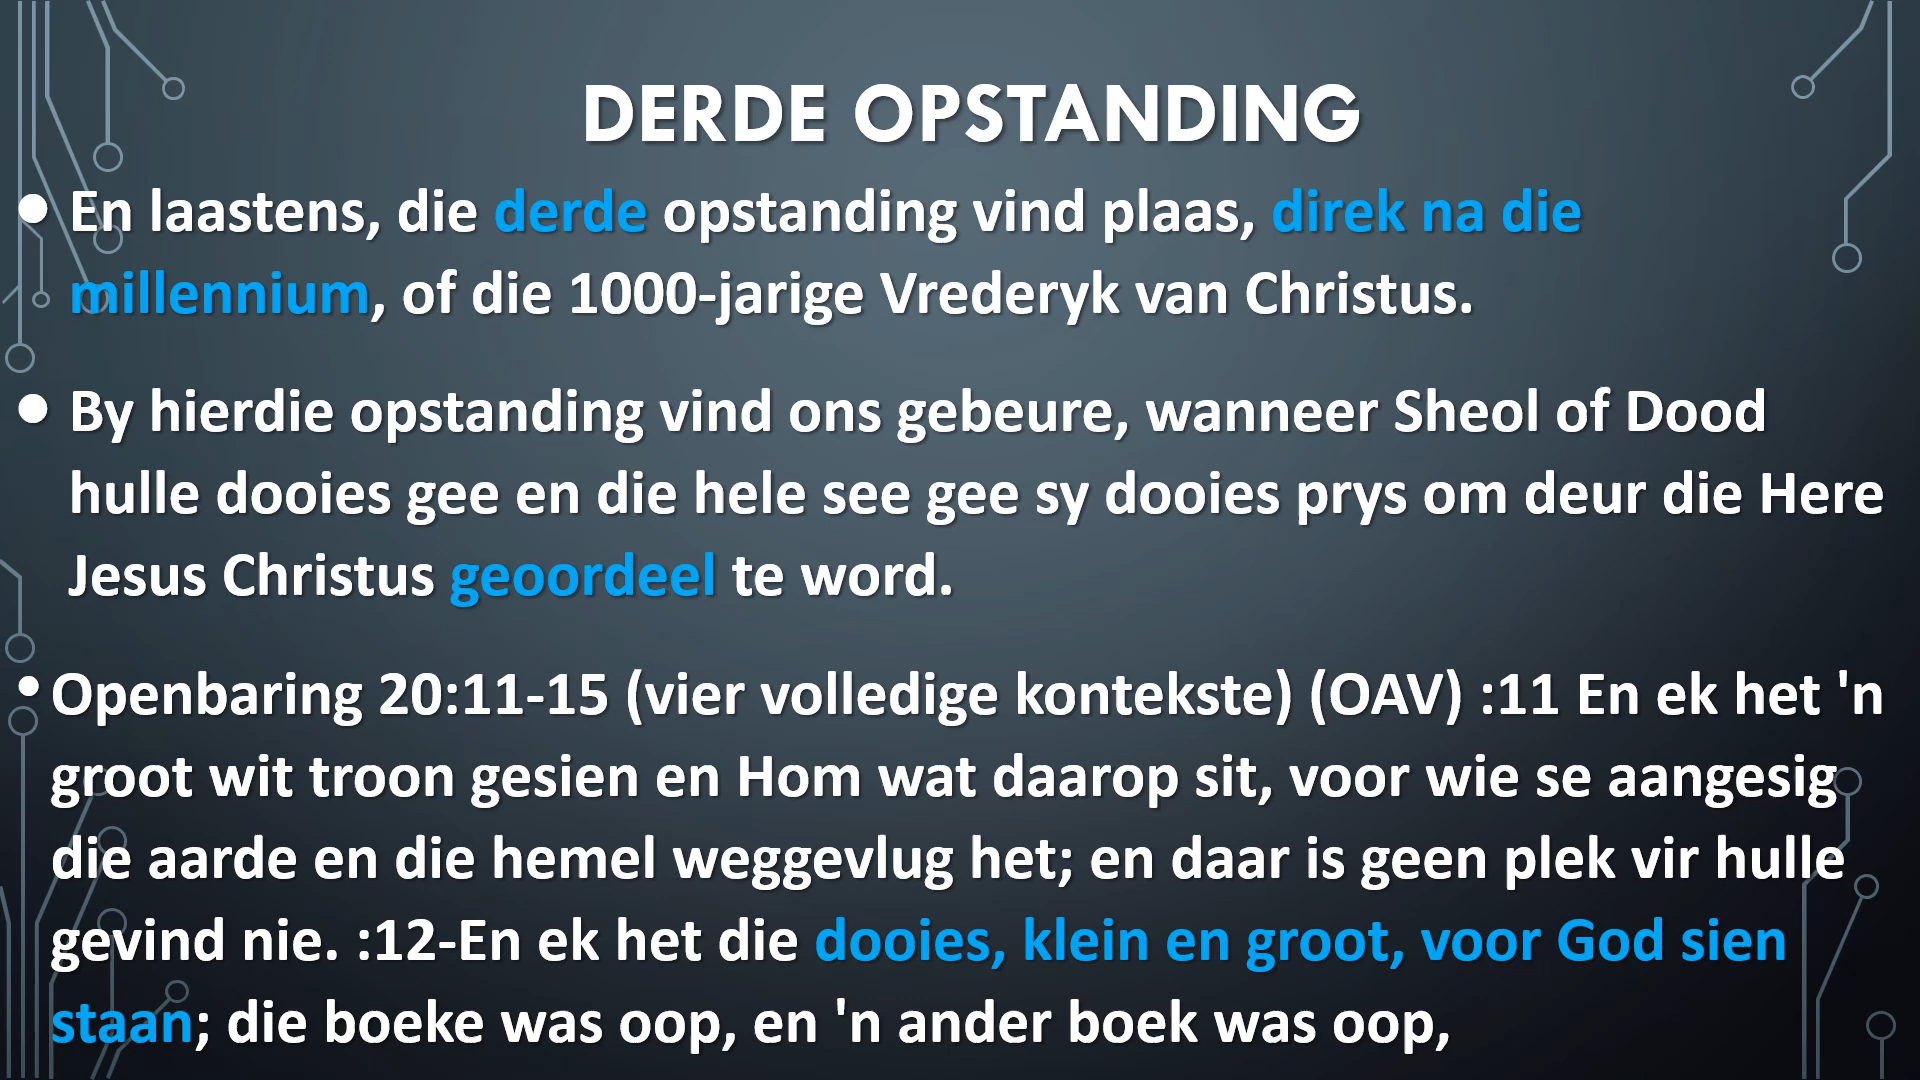 DERDE OPSTANDING
• En laastens, die derde opstanding vind plaas, direk na die
millennium, of die 1000-jarige Vrederyk van Christus.
• By hierdie opstanding vind ons gebeure, wanneer Sheol of Dood
hulle dooies gee en die hele see gee sy dooies prys om deur die Here
Jesus Christus geoordeel te word.
• Openbaring 20:11-15 (vier volledige kontekste) (OAV) :11 En ek het 'n
groot wit troon gesien en Hom wat daarop sit, voor wie se aangesig
die aarde en die hemel weggevlug het; en daar is geen plek vir hulle
gevind nie. :12-En ek het die dooies, klein en groot, voor God sien
staan; die boeke was oop, en 'n ander boek was oop,